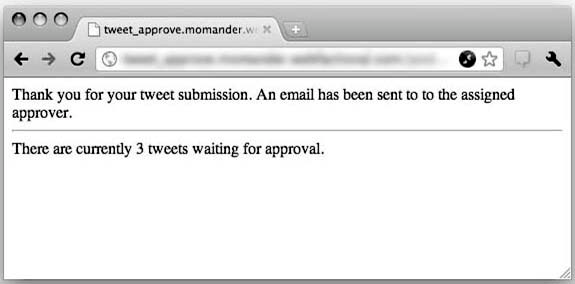 tweet_approve.momander.w
Thank you for your tweet submission. An email has been sent to to the assigned
approver.
There are currently 3 tweets waiting for approval.